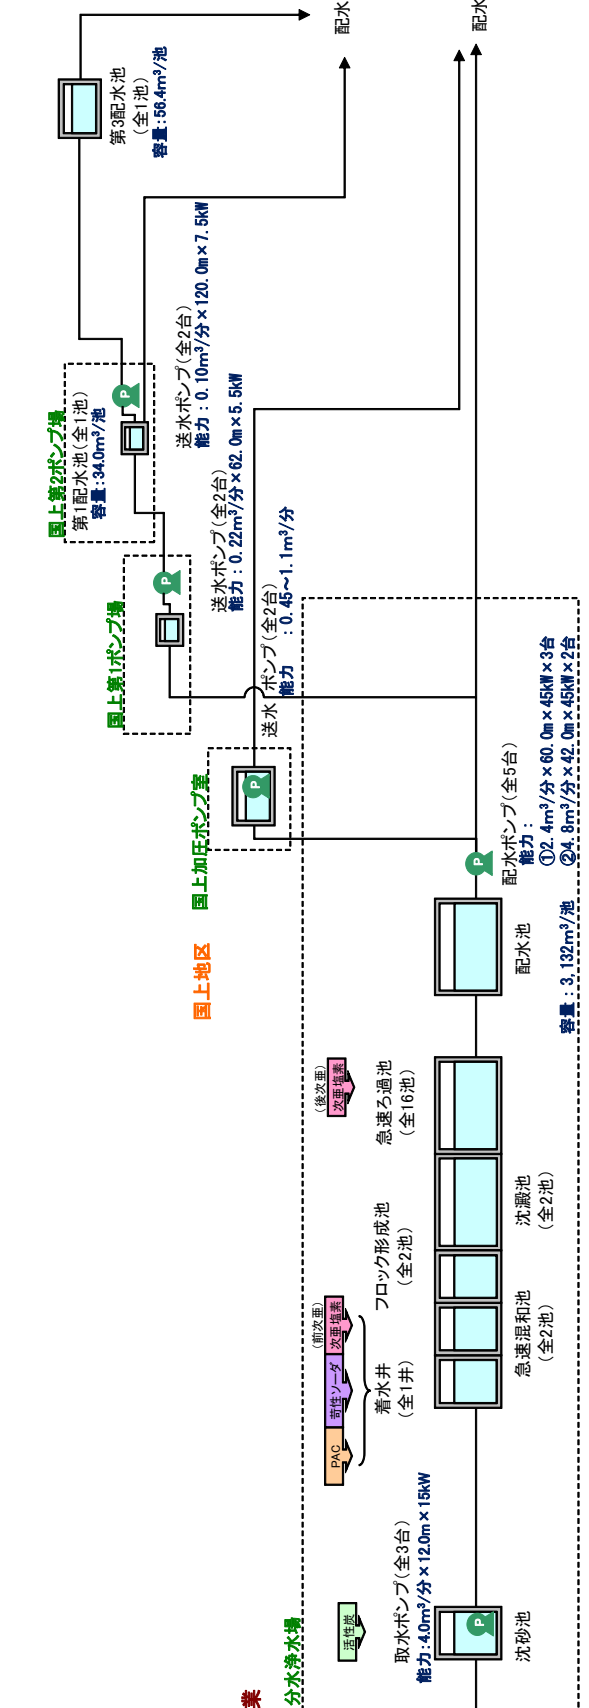 業
分水浄水場
活性炭
取水ポンプ(全3台)
能力:4.0m³/分×12.0m×15kW
P
沈砂池
PAC
苛性ソーダ
(前次亜)
次亜塩素
着水井
(全1井)
急速混和池
(全2池)
フロック形成池
(全2池)
沈澱池
(全2池)
(後次亜)
次亜塩素
急速ろ過池
(全16池)
配水池
容量:3,132m³/池
P
配水ポンプ(全5台)
能力:
①2.4m³/分×60.0m×45kW×3台
②4.8m³/分×42.0m×45kW×2台
国上地区
国上加圧ポンプ室
P
送水 ポンプ(全2台)
能力 :0.45~1.1m³/分
国上第1ポンプ場
P
送水ポンプ(全2台)
能力:0.22m³/分×62.0m×5.5kW
国上第2ポンプ場
第1配水池(全1池)
容量:34.0m³/池
P
送水ポンプ(全2台)
能力:0.10m³/分×120.0m×7.5kW
第3配水池
(全1池)
容量:56.4m³/池
配水
配水